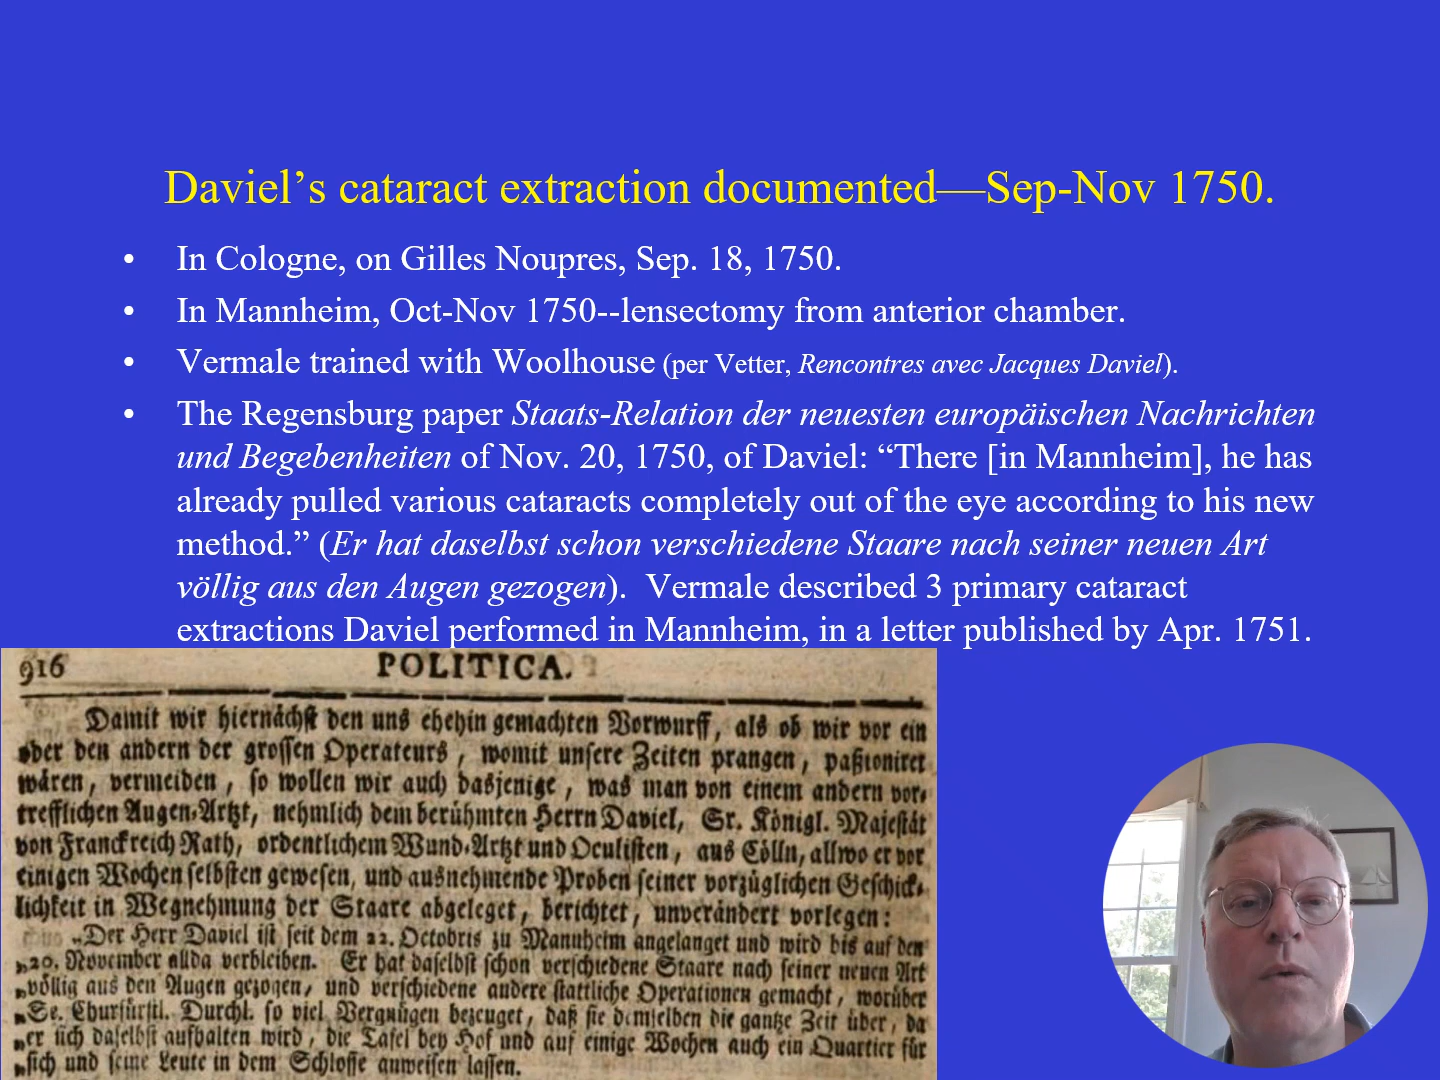 Daviel’s cataract extraction documented—Sep-Nov 1750.
• In Cologne, on Gilles Noupres, Sep. 18, 1750.
• In Mannheim, Oct-Nov 1750--lensectomy from anterior chamber.
• Vermale trained with Woolhouse (per Vetter, Rencontres avec Jacques Daviel).
• The Regensburg paper Staats-Relation der neuesten europäischen Nachrichten
und Begebenheiten of Nov. 20, 1750, of Daviel: “There [in Mannheim], he has
already pulled various cataracts completely out of the eye according to his new
method.” (Er hat daselbst schon verschiedene Staare nach seiner neuen Art
völlig aus den Augen gezogen).  Vermale described 3 primary cataract
extractions Daviel performed in Mannheim, in a letter published by Apr. 1751.
916 POLITICA.
Damit wir hiernächst den uns ehehin gemachten Vorwurff, als ob wir vor ein
oder den andern der grossen Operateurs, womit unsere Zeiten prangen, paßioniret
wären, vermeiden, so wollen wir auch dasjenige, was man von einem andern vor-
trefflichen Augen-Artzt, nehmlich dem berühmten Herrn Daviel, Sr. Königl. Majestät
von Franckreich Rath, ordentlichem Wund-Artzt und Oculisten, aus Cölln, allwo er vor
einigen Wochen selbsten gewesen, und ausnehmende Proben seiner vorzüglichen Geschick-
lichkeit in Wegnehmung der Staare abgeleget, berichtet, unverändert vorlegen:
„Der Herr Daviel ist seit dem 22. Octobris zu Mannheim angelanget und wird bis auf den
„20. November allda verbleiben. Er hat daselbst schon verschiedene Staare nach seiner neuen Art
„völlig aus den Augen gezogen, und verschiedene andere stattliche Operationen gemacht, worüber
„Se. Churfürstl. Durchl. so viel Vergnügen bezeuget, daß sie demselben die gantze Zeit über, da
„er sich daselbst aufhalten wird, die Tafel bey Hof und auf einige Wochen auch ein Quartier für
„sich und seine Leute in dem Schlosse anweisen lassen.